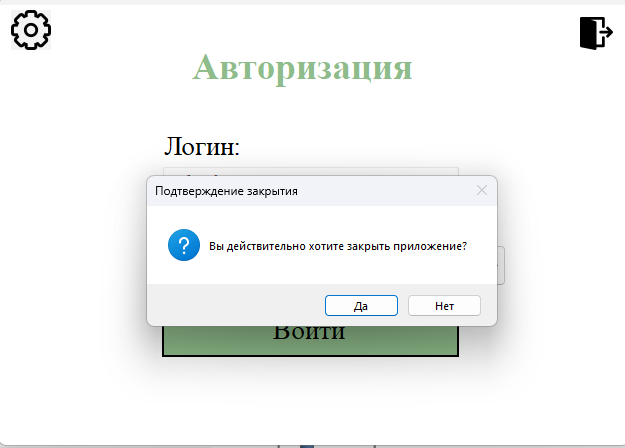 Авторизация
Логин:
Подтверждение закрытия
Вы действительно хотите закрыть приложение?
Да
Нет
Войти